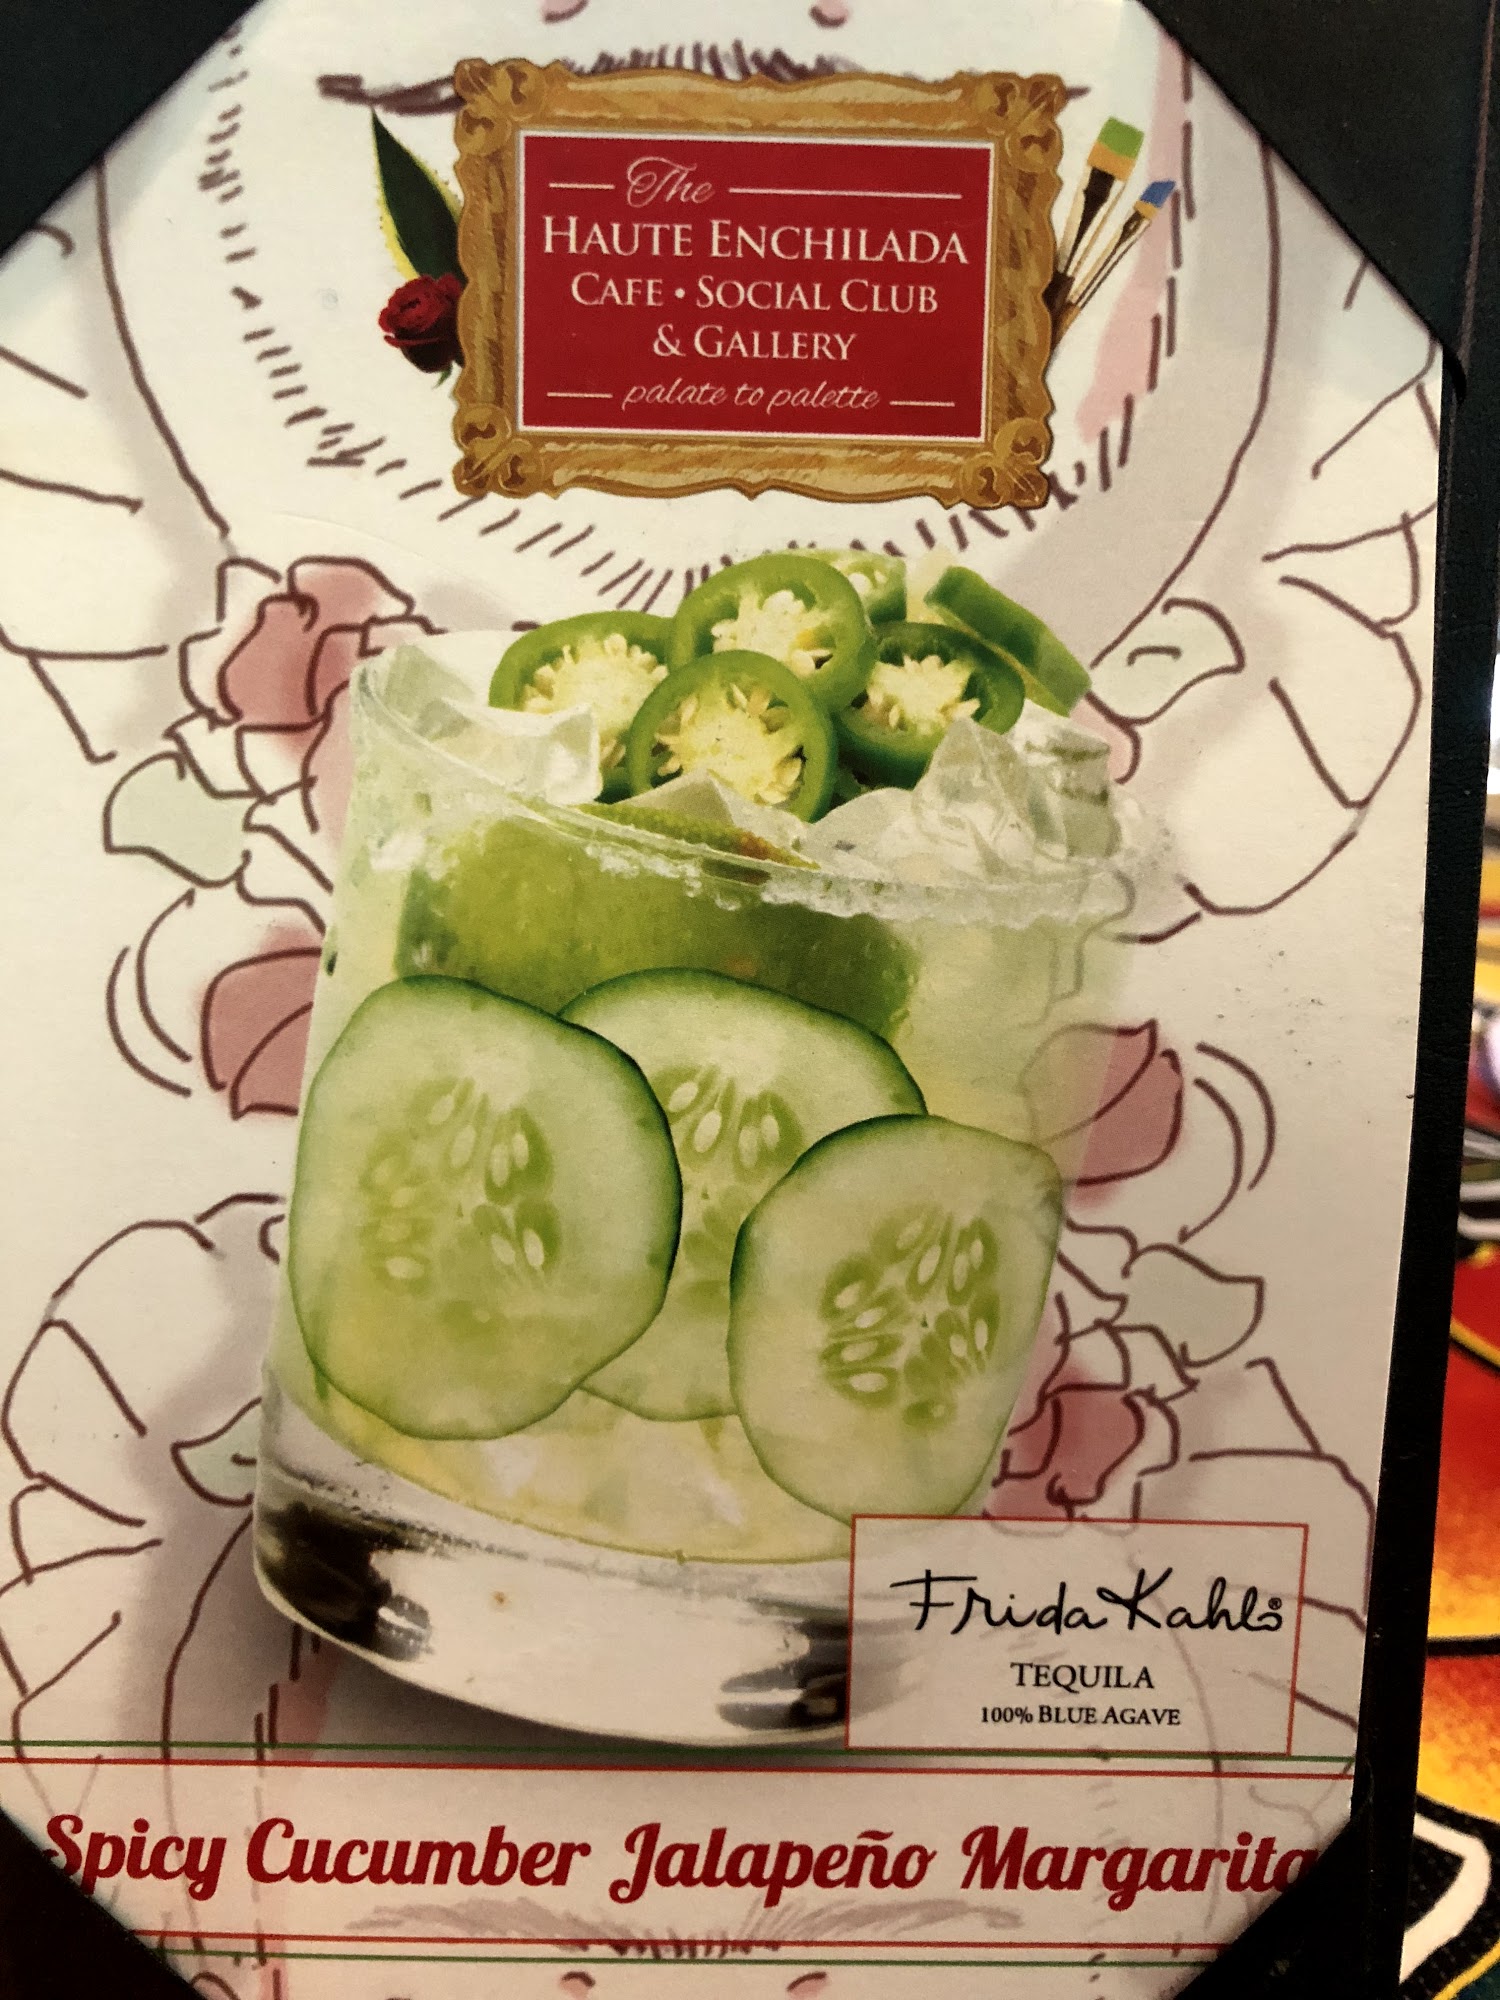 The
HAUTE ENCHILADA
CAFE • SOCIAL CLUB
& GALLERY
palate to palette
Frida Kahlo®
TEQUILA
100% BLUE AGAVE
Spicy Cucumber Jalapeño Margarita